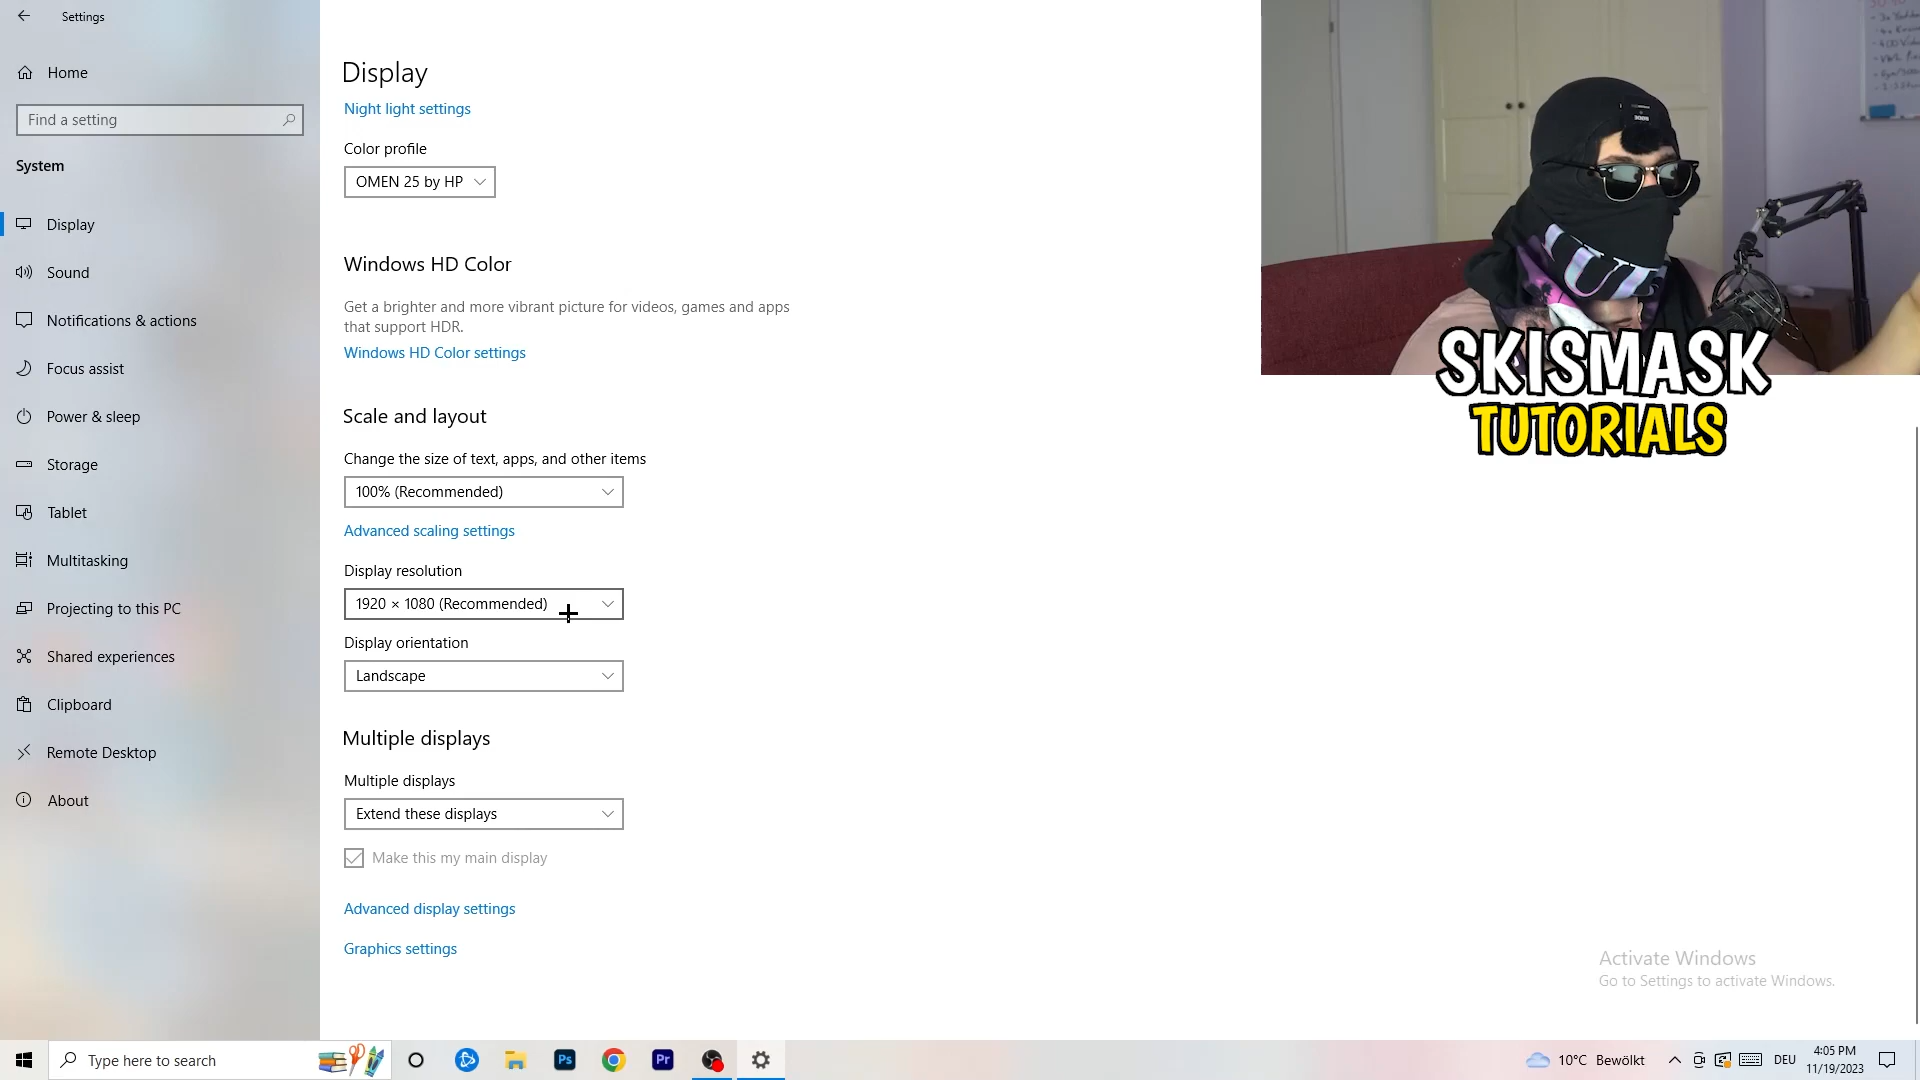 Settings
Home
Find a setting
System
Display
Sound
Notifications & actions
Focus assist
Power & sleep
Storage
Tablet
Multitasking
Projecting to this PC
Shared experiences
Clipboard
Remote Desktop
About
Display
Night light settings
Color profile
OMEN 25 by HP
Windows HD Color
Get a brighter and more vibrant picture for videos, games and apps
that support HDR.
Windows HD Color settings
Scale and layout
Change the size of text, apps, and other items
100% (Recommended)
Advanced scaling settings
Display resolution
1920 × 1080 (Recommended)
Display orientation
Landscape
Multiple displays
Multiple displays
Extend these displays
Make this my main display
Advanced display settings
Graphics settings
SKISMASK
TUTORIALS
Activate Windows
Go to Settings to activate Windows.
Type here to search
Ps
Pr
10°C Bewölkt
DEU
4:05 PM
11/19/2023